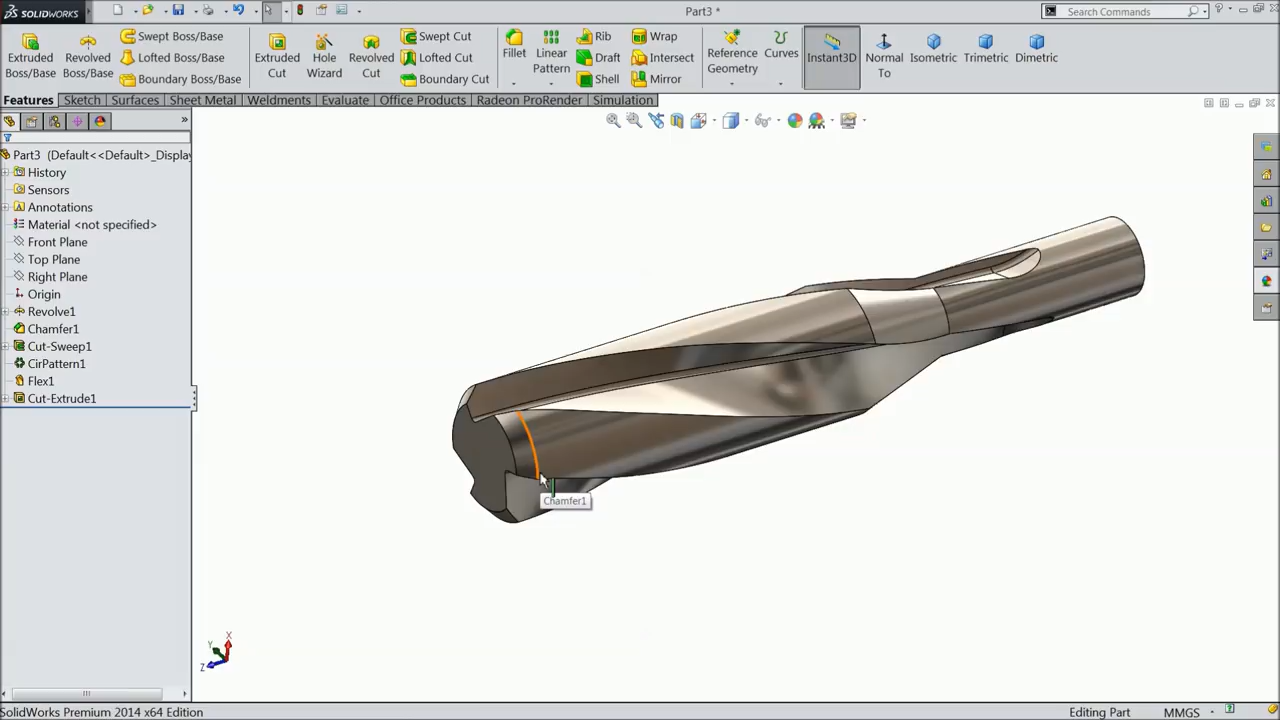 SOLIDWORKS
Part3 *
Search Commands
Extruded Boss/Base
Revolved Boss/Base
Swept Boss/Base
Lofted Boss/Base
Boundary Boss/Base
Extruded Cut
Hole Wizard
Revolved Cut
Swept Cut
Lofted Cut
Boundary Cut
Fillet
Linear Pattern
Rib
Draft
Shell
Wrap
Intersect
Mirror
Reference Geometry
Curves
Instant3D
Normal To
Isometric
Trimetric
Dimetric
Features Sketch Surfaces Sheet Metal Weldments Evaluate Office Products Radeon ProRender Simulation
Part3 (Default<<Default>_Display
History
Sensors
Annotations
Material <not specified>
Front Plane
Top Plane
Right Plane
Origin
Revolve1
Chamfer1
Cut-Sweep1
CirPattern1
Flex1
Cut-Extrude1
Chamfer1
X
Y
Z
SolidWorks Premium 2014 x64 Edition
Editing Part
MMGS